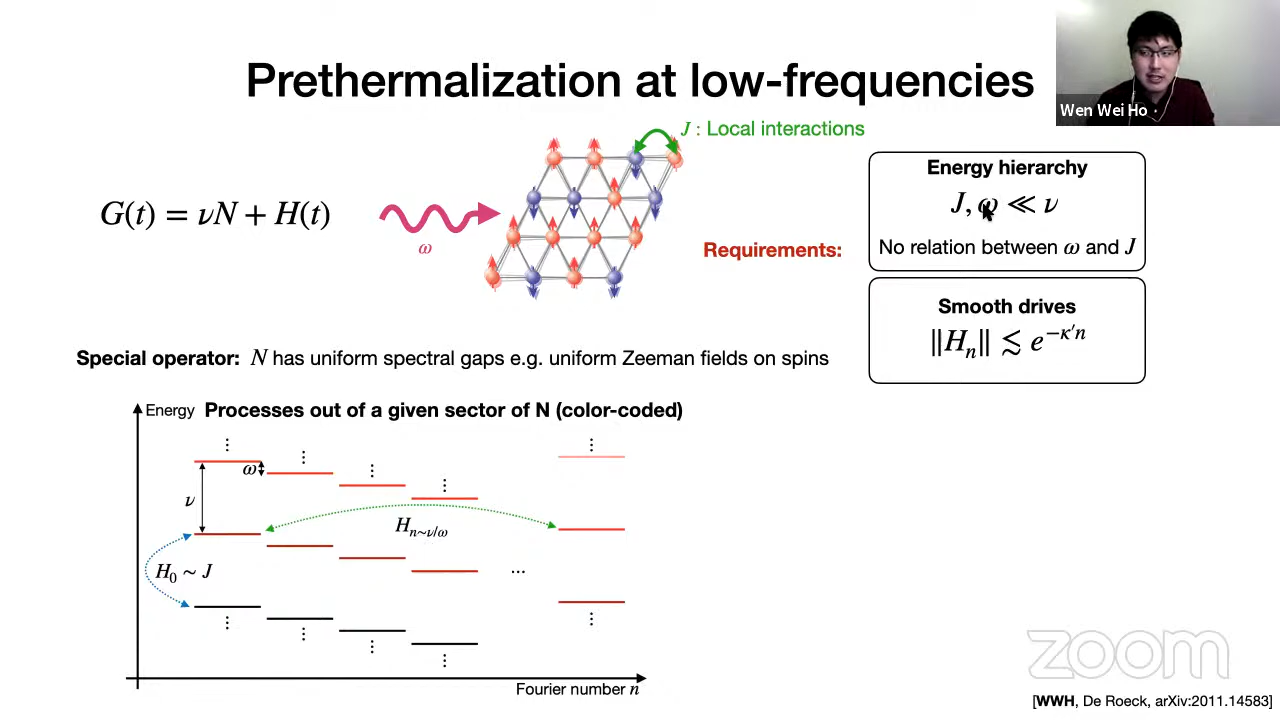 Prethermalization at low-frequencies
Wen Wei Ho
J : Local interactions
G(t) = νN + H(t)
ω
Requirements:
Energy hierarchy
J, ω ≪ ν
No relation between ω and J
Smooth drives
‖Hₙ‖ ≲ e^{−κ′n}
Special operator: N has uniform spectral gaps e.g. uniform Zeeman fields on spins
Energy
Processes out of a given sector of N (color-coded)
⋮ ⋮ ⋮ ⋮ ⋮
ω
ν
H_{n∼ν/ω}
H₀ ∼ J
...
⋮ ⋮ ⋮ ⋮ ⋮
Fourier number n
zoom
[WWH, De Roeck, arXiv:2011.14583]